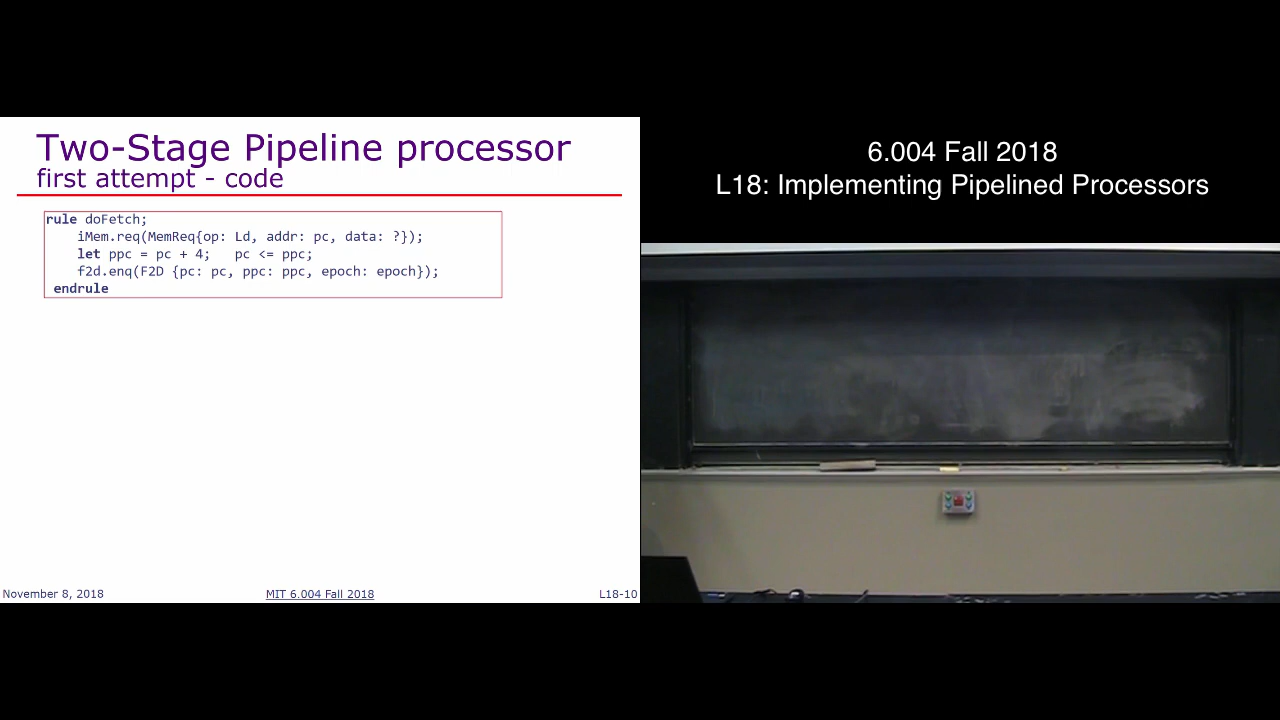 Two-Stage Pipeline processor
first attempt - code
rule doFetch;
iMem.req(MemReq{op: Ld, addr: pc, data: ?});
let ppc = pc + 4;   pc <= ppc;
f2d.enq(F2D {pc: pc, ppc: ppc, epoch: epoch});
endrule
November 8, 2018
MIT 6.004 Fall 2018
L18-10
6.004 Fall 2018
L18: Implementing Pipelined Processors